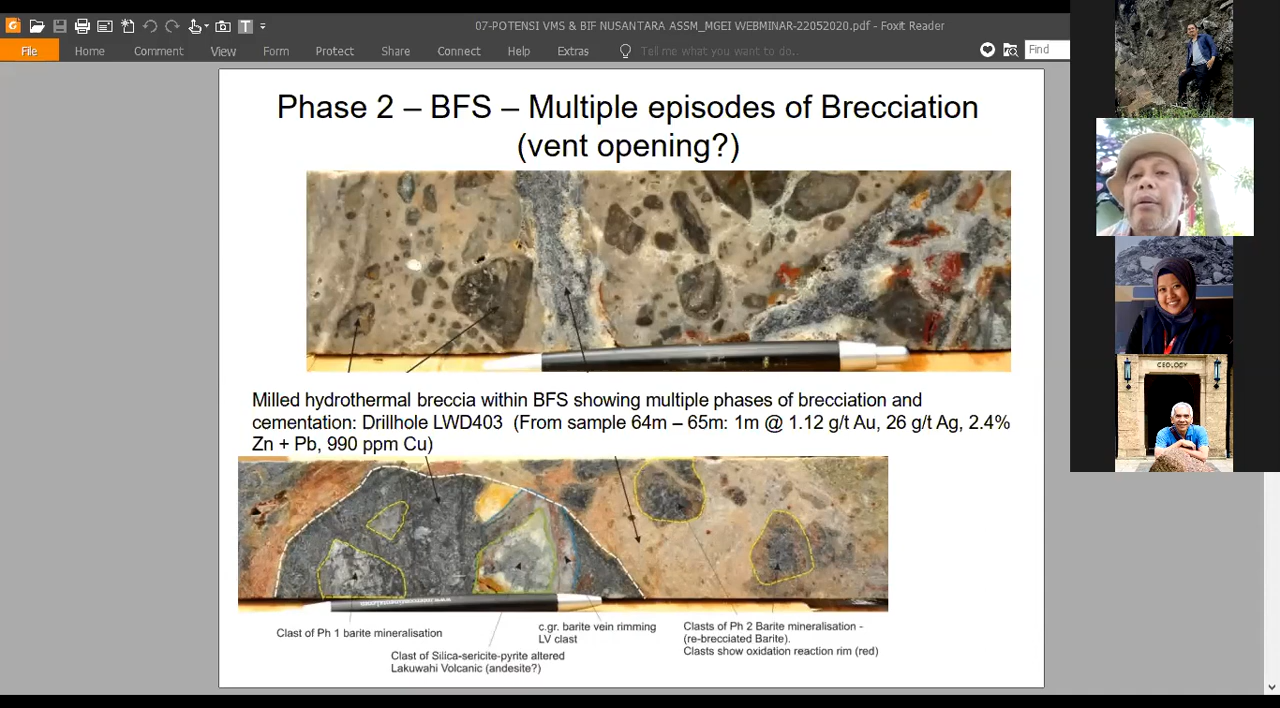 07-POTENSI VMS & BIF NUSANTARA ASSM_MGEI WEBMINAR-22052020.pdf - Foxit Reader
File Home Comment View Form Protect Share Connect Help Extras Tell me what you want to do.. Find
Phase 2 – BFS – Multiple episodes of Brecciation
(vent opening?)
GEOLOGY
Milled hydrothermal breccia within BFS showing multiple phases of brecciation and
cementation: Drillhole LWD403 (From sample 64m – 65m: 1m @ 1.12 g/t Au, 26 g/t Ag, 2.4%
Zn + Pb, 990 ppm Cu)
Clast of Ph 1 barite mineralisation
Clast of Silica-sericite-pyrite altered
Lakuwahi Volcanic (andesite?)
c.gr. barite vein rimming
LV clast
Clasts of Ph 2 Barite mineralisation -
(re-brecciated Barite).
Clasts show oxidation reaction rim (red)